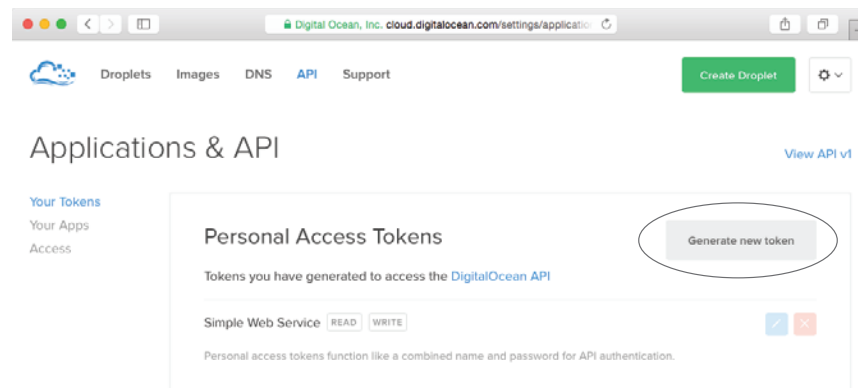 Digital Ocean, Inc. cloud.digitalocean.com/settings/applicatio
Droplets Images DNS API Support Create Droplet
Applications & API
View API v1
Your Tokens
Your Apps
Access
Personal Access Tokens
Generate new token
Tokens you have generated to access the DigitalOcean API
Simple Web Service READ WRITE
Personal access tokens function like a combined name and password for API authentication.